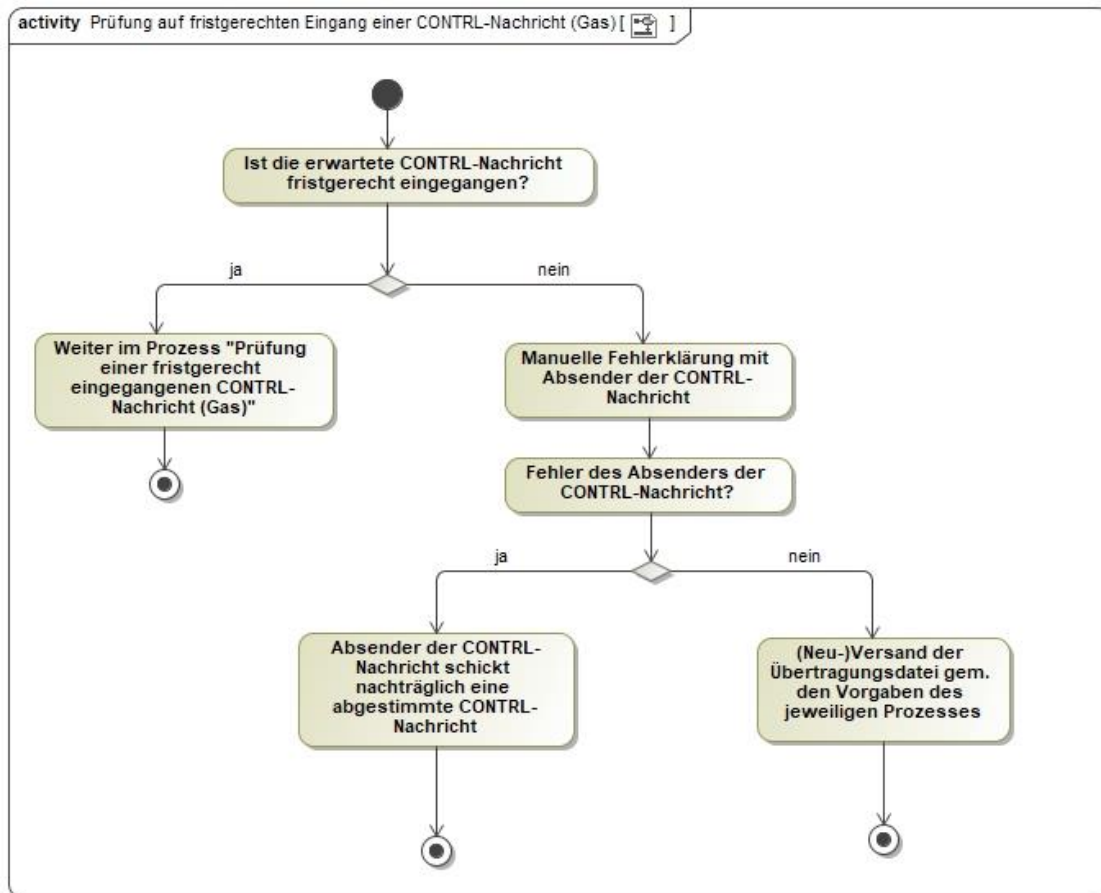 activity Prüfung auf fristgerechten Eingang einer CONTRL-Nachricht (Gas) [ ]
Ist die erwartete CONTRL-Nachricht
fristgerecht eingegangen?
ja
nein
Weiter im Prozess "Prüfung
einer fristgerecht
eingegangenen CONTRL-
Nachricht (Gas)"
Manuelle Fehlerklärung mit
Absender der CONTRL-
Nachricht
Fehler des Absenders der
CONTRL-Nachricht?
ja
nein
Absender der CONTRL-
Nachricht schickt
nachträglich eine
abgestimmte CONTRL-
Nachricht
(Neu-)Versand der
Übertragungsdatei gem.
den Vorgaben des
jeweiligen Prozesses